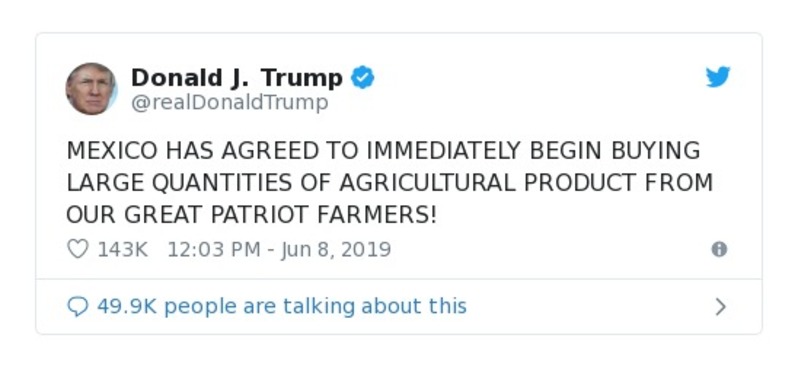 Donald J. Trump
@realDonaldTrump
MEXICO HAS AGREED TO IMMEDIATELY BEGIN BUYING
LARGE QUANTITIES OF AGRICULTURAL PRODUCT FROM
OUR GREAT PATRIOT FARMERS!
143K 12:03 PM - Jun 8, 2019
49.9K people are talking about this